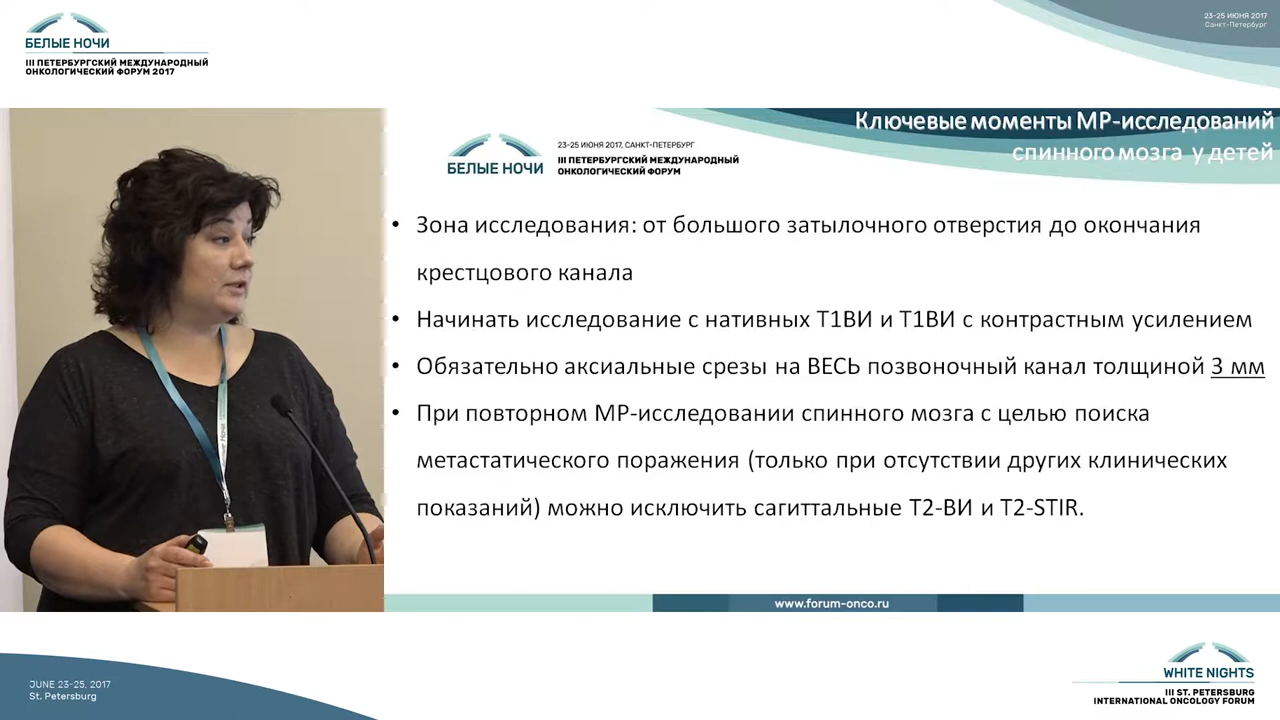 БЕЛЫЕ НОЧИ
III ПЕТЕРБУРГСКИЙ МЕЖДУНАРОДНЫЙ
ОНКОЛОГИЧЕСКИЙ ФОРУМ 2017
23-25 ИЮНЯ 2017
Санкт-Петербург
Ключевые моменты МР-исследований
спинного мозга у детей
23-25 ИЮНЯ 2017, САНКТ-ПЕТЕРБУРГ
БЕЛЫЕ НОЧИ
III ПЕТЕРБУРГСКИЙ МЕЖДУНАРОДНЫЙ
ОНКОЛОГИЧЕСКИЙ ФОРУМ
• Зона исследования: от большого затылочного отверстия до окончания
крестцового канала
• Начинать исследование с нативных Т1ВИ и Т1ВИ с контрастным усилением
• Обязательно аксиальные срезы на ВЕСЬ позвоночный канал толщиной 3 мм
• При повторном МР-исследовании спинного мозга с целью поиска
метастатического поражения (только при отсутствии других клинических
показаний) можно исключить сагиттальные Т2-ВИ и Т2-STIR.
www.forum-onco.ru
JUNE 23-25, 2017
St. Petersburg
WHITE NIGHTS
III ST. PETERSBURG
INTERNATIONAL ONCOLOGY FORUM